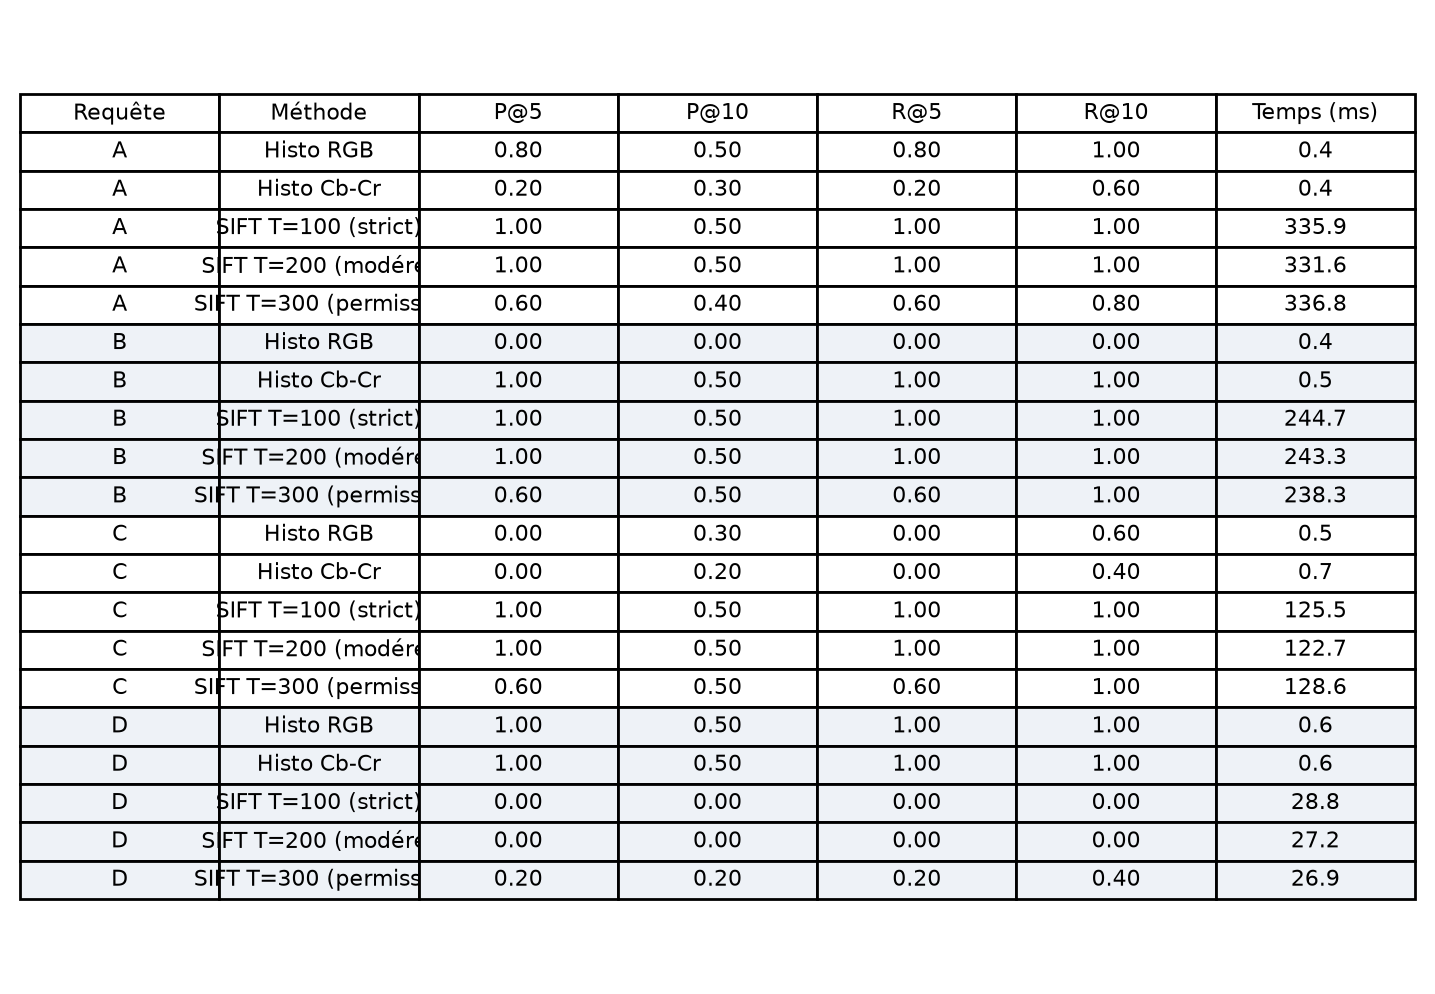 Requête Méthode P@5 P@10 R@5 R@10 Temps (ms)
A Histo RGB 0.80 0.50 0.80 1.00 0.4
A Histo Cb-Cr 0.20 0.30 0.20 0.60 0.4
A SIFT T=100 (strict) 1.00 0.50 1.00 1.00 335.9
A SIFT T=200 (modéré 1.00 0.50 1.00 1.00 331.6
A SIFT T=300 (permiss 0.60 0.40 0.60 0.80 336.8
B Histo RGB 0.00 0.00 0.00 0.00 0.4
B Histo Cb-Cr 1.00 0.50 1.00 1.00 0.5
B SIFT T=100 (strict) 1.00 0.50 1.00 1.00 244.7
B SIFT T=200 (modéré 1.00 0.50 1.00 1.00 243.3
B SIFT T=300 (permiss 0.60 0.50 0.60 1.00 238.3
C Histo RGB 0.00 0.30 0.00 0.60 0.5
C Histo Cb-Cr 0.00 0.20 0.00 0.40 0.7
C SIFT T=100 (strict) 1.00 0.50 1.00 1.00 125.5
C SIFT T=200 (modéré 1.00 0.50 1.00 1.00 122.7
C SIFT T=300 (permiss 0.60 0.50 0.60 1.00 128.6
D Histo RGB 1.00 0.50 1.00 1.00 0.6
D Histo Cb-Cr 1.00 0.50 1.00 1.00 0.6
D SIFT T=100 (strict) 0.00 0.00 0.00 0.00 28.8
D SIFT T=200 (modéré 0.00 0.00 0.00 0.00 27.2
D SIFT T=300 (permiss 0.20 0.20 0.20 0.40 26.9